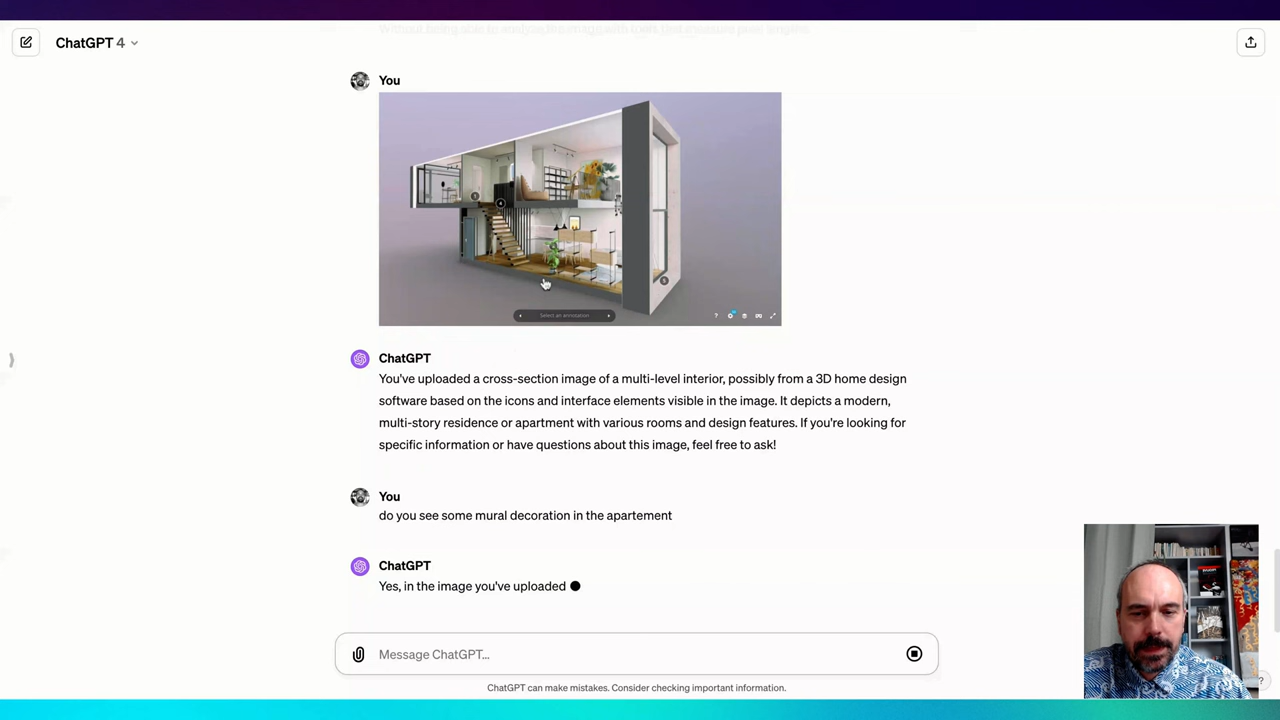 ChatGPT 4
You
Select an annotation
ChatGPT
You've uploaded a cross-section image of a multi-level interior, possibly from a 3D home design
software based on the icons and interface elements visible in the image. It depicts a modern,
multi-story residence or apartment with various rooms and design features. If you're looking for
specific information or have questions about this image, feel free to ask!
You
do you see some mural decoration in the apartement
ChatGPT
Yes, in the image you've uploaded
Message ChatGPT...
ChatGPT can make mistakes. Consider checking important information.
?